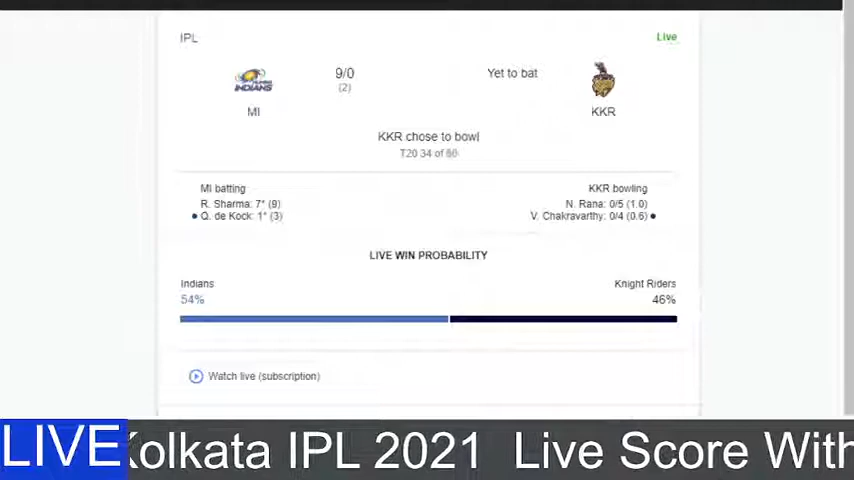 IPL
Live
INDIANS
9/0
(2)
Yet to bat
MI
KKR
KKR chose to bowl
T20 34 of 60
MI batting
KKR bowling
R. Sharma: 7* (9)
N. Rana: 0/5 (1.0)
Q. de Kock: 1* (3)
V. Chakravarthy: 0/4 (0.6)
LIVE WIN PROBABILITY
Indians
Knight Riders
54%
46%
Watch live (subscription)
LIVE Kolkata IPL 2021 Live Score With